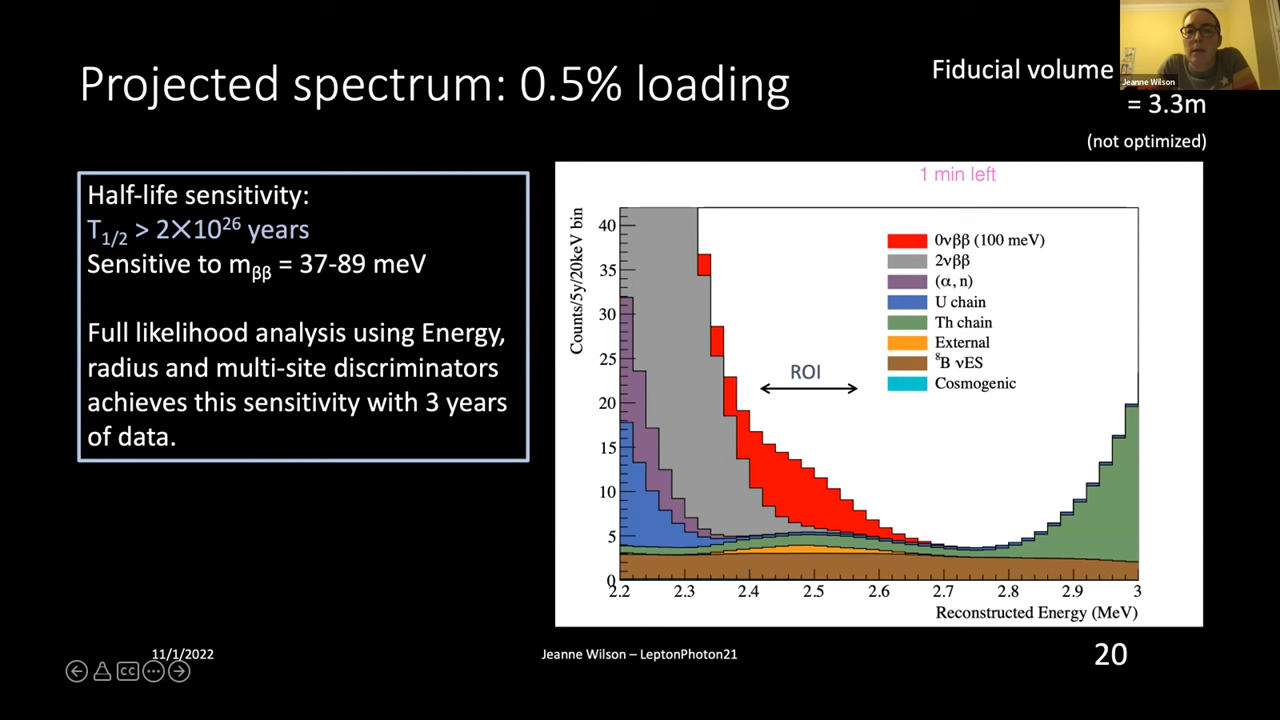 Projected spectrum: 0.5% loading
Fiducial volume
= 3.3m
(not optimized)
Jeanne Wilson
Half-life sensitivity:
T1/2 > 2×10²⁶ years
Sensitive to mββ = 37-89 meV
Full likelihood analysis using Energy,
radius and multi-site discriminators
achieves this sensitivity with 3 years
of data.
1 min left
Counts/5y/20keV bin
40
35
30
25
20
15
10
5
0
0νββ (100 meV)
2νββ
(α, n)
U chain
Th chain
External
⁸B νES
Cosmogenic
ROI
2.2 2.3 2.4 2.5 2.6 2.7 2.8 2.9 3
Reconstructed Energy (MeV)
11/1/2022
Jeanne Wilson – LeptonPhoton21
20
CC